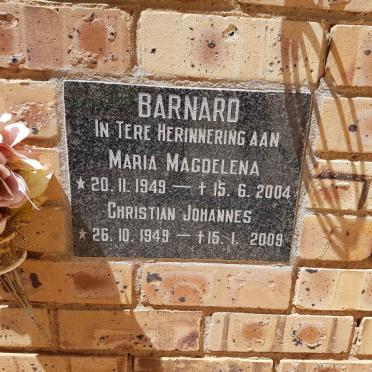 BARNARD
IN TERE HERINNERING AAN
MARIA MAGDELENA
★ 20. 11. 1949 — † 15. 6. 2004
CHRISTIAN JOHANNES
★ 26. 10. 1949 — † 15. 1. 2009